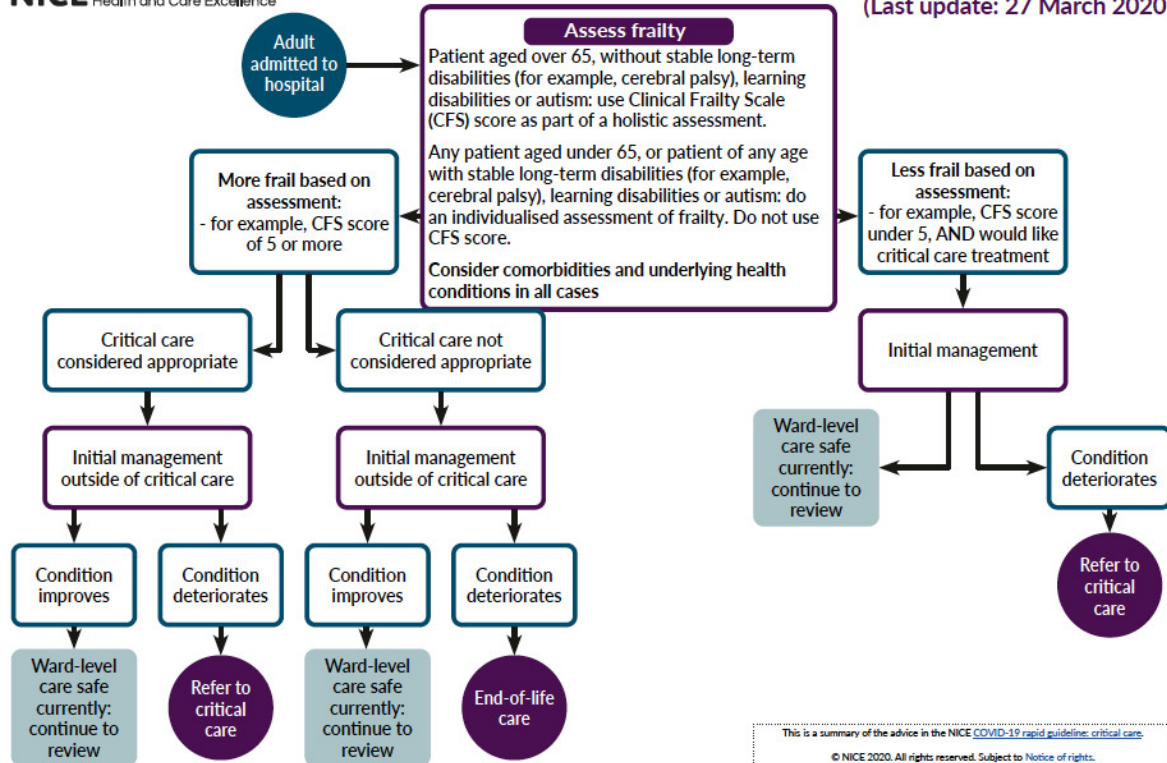 NICE Health and Care Excellence
(Last update: 27 March 2020
Adult
admitted to
hospital
Assess frailty
Patient aged over 65, without stable long-term
disabilities (for example, cerebral palsy), learning
disabilities or autism: use Clinical Frailty Scale
(CFS) score as part of a holistic assessment.
Any patient aged under 65, or patient of any age
with stable long-term disabilities (for example,
cerebral palsy), learning disabilities or autism: do
an individualised assessment of frailty. Do not use
CFS score.
Consider comorbidities and underlying health
conditions in all cases
More frail based on
assessment:
- for example, CFS score
of 5 or more
Less frail based on
assessment:
- for example, CFS score
under 5, AND would like
critical care treatment
Critical care
considered appropriate
Critical care not
considered appropriate
Initial management
Initial management
outside of critical care
Initial management
outside of critical care
Ward-level
care safe
currently:
continue to
review
Condition
deteriorates
Condition
improves
Condition
deteriorates
Condition
improves
Condition
deteriorates
Refer to
critical
care
Ward-level
care safe
currently:
continue to
review
Refer to
critical
care
Ward-level
care safe
currently:
continue to
review
End-of-life
care
This is a summary of the advice in the NICE COVID-19 rapid guideline: critical care.
© NICE 2020. All rights reserved. Subject to Notice of rights.